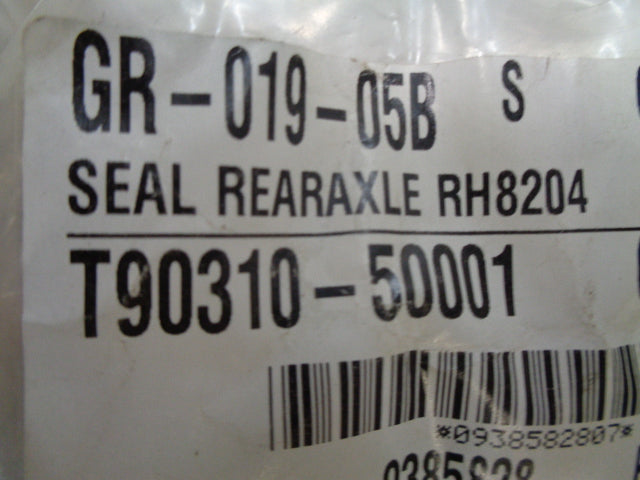 GR-019-05B S
SEAL REARAXLE RH8204
T90310-50001
*0938582807*